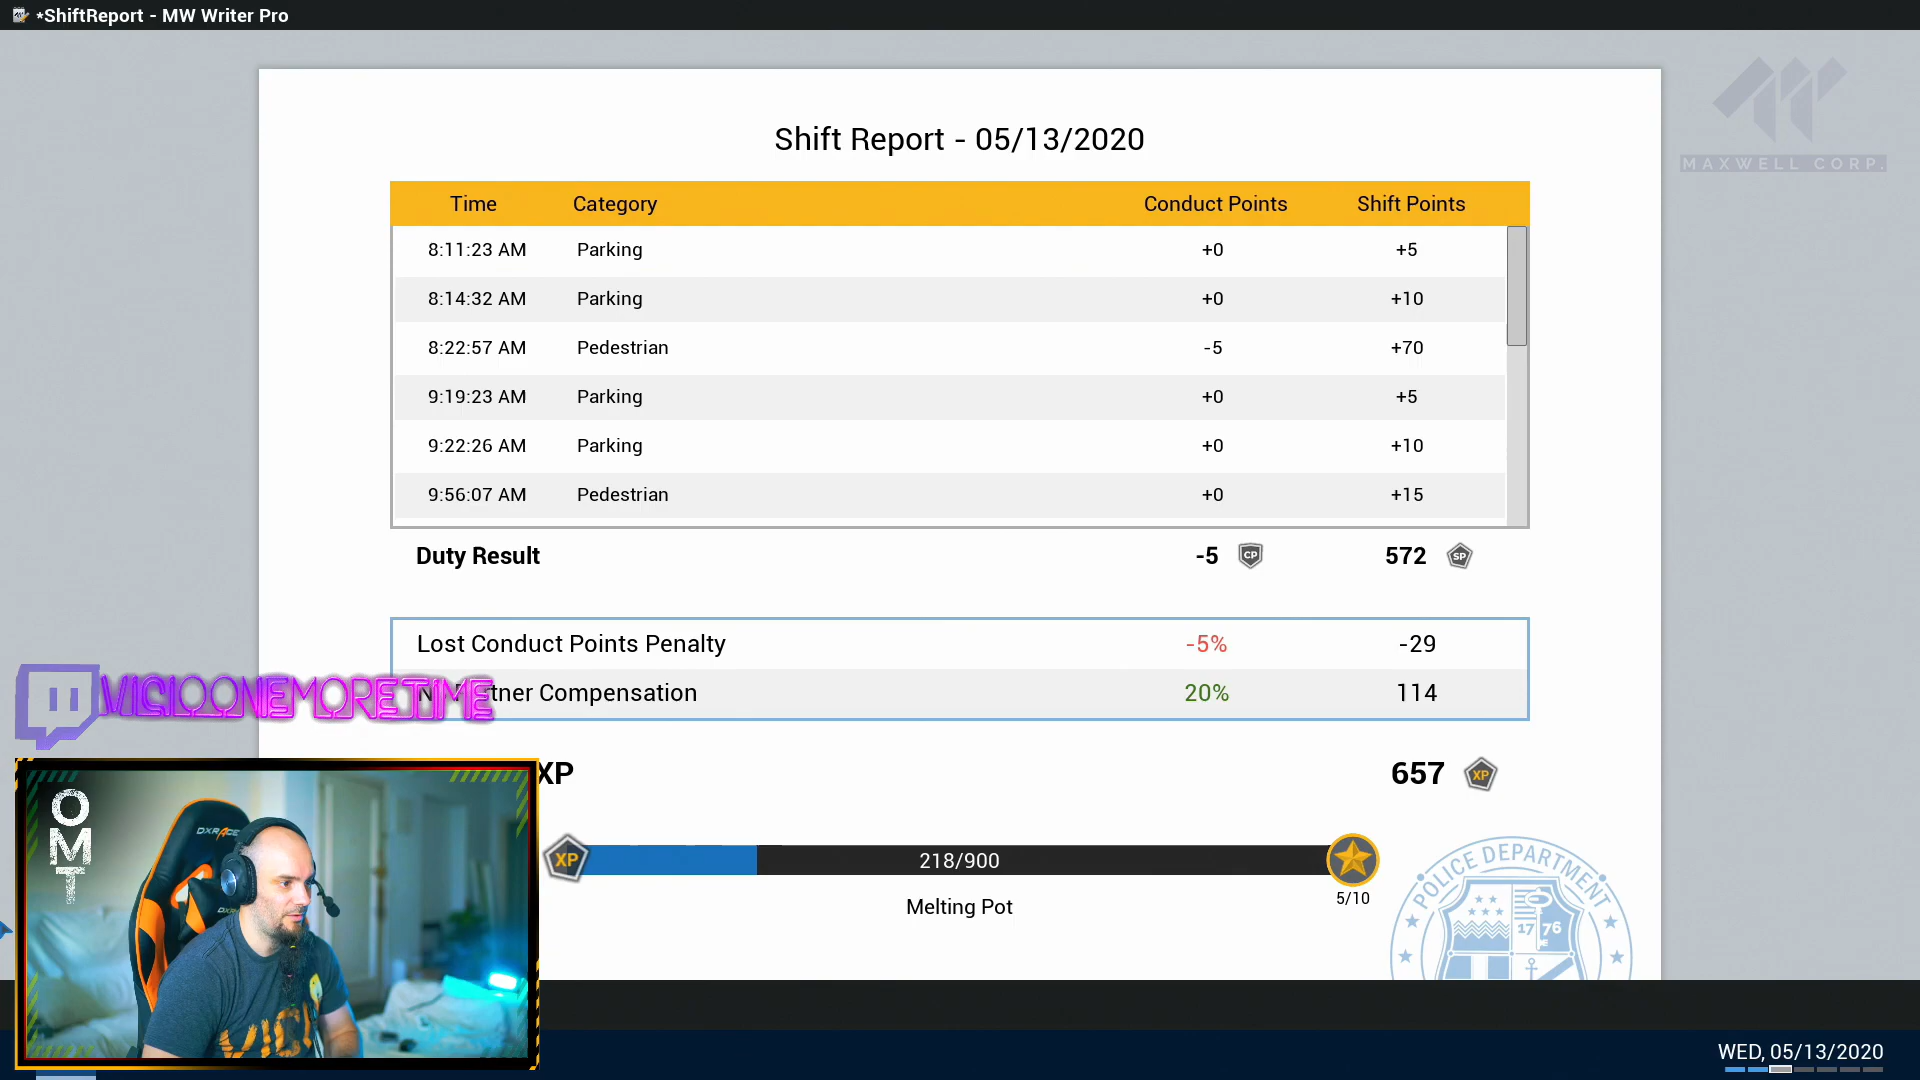 *ShiftReport - MW Writer Pro
MAXWELL CORP.
Shift Report - 05/13/2020
Time Category Conduct Points Shift Points
8:11:23 AM Parking +0 +5
8:14:32 AM Parking +0 +10
8:22:57 AM Pedestrian -5 +70
9:19:23 AM Parking +0 +5
9:22:26 AM Parking +0 +10
9:56:07 AM Pedestrian +0 +15
Duty Result -5 CP 572 SP
Lost Conduct Points Penalty -5% -29
Compensation 20% 114
VICIOONEMORETIME
XP 657 XP
OMT
DXRACER
XP 218/900
5/10
Melting Pot
POLICE DEPARTMENT
1776
VICI
WED, 05/13/2020